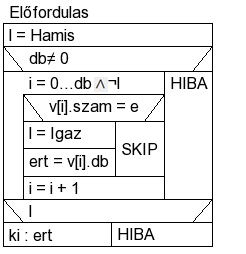 Előfordulas
l = Hamis
db≠ 0
i = 0...db ∧¬l
HIBA
v[i].szam = e
l = Igaz
SKIP
ert = v[i].db
i = i + 1
l
ki : ert
HIBA